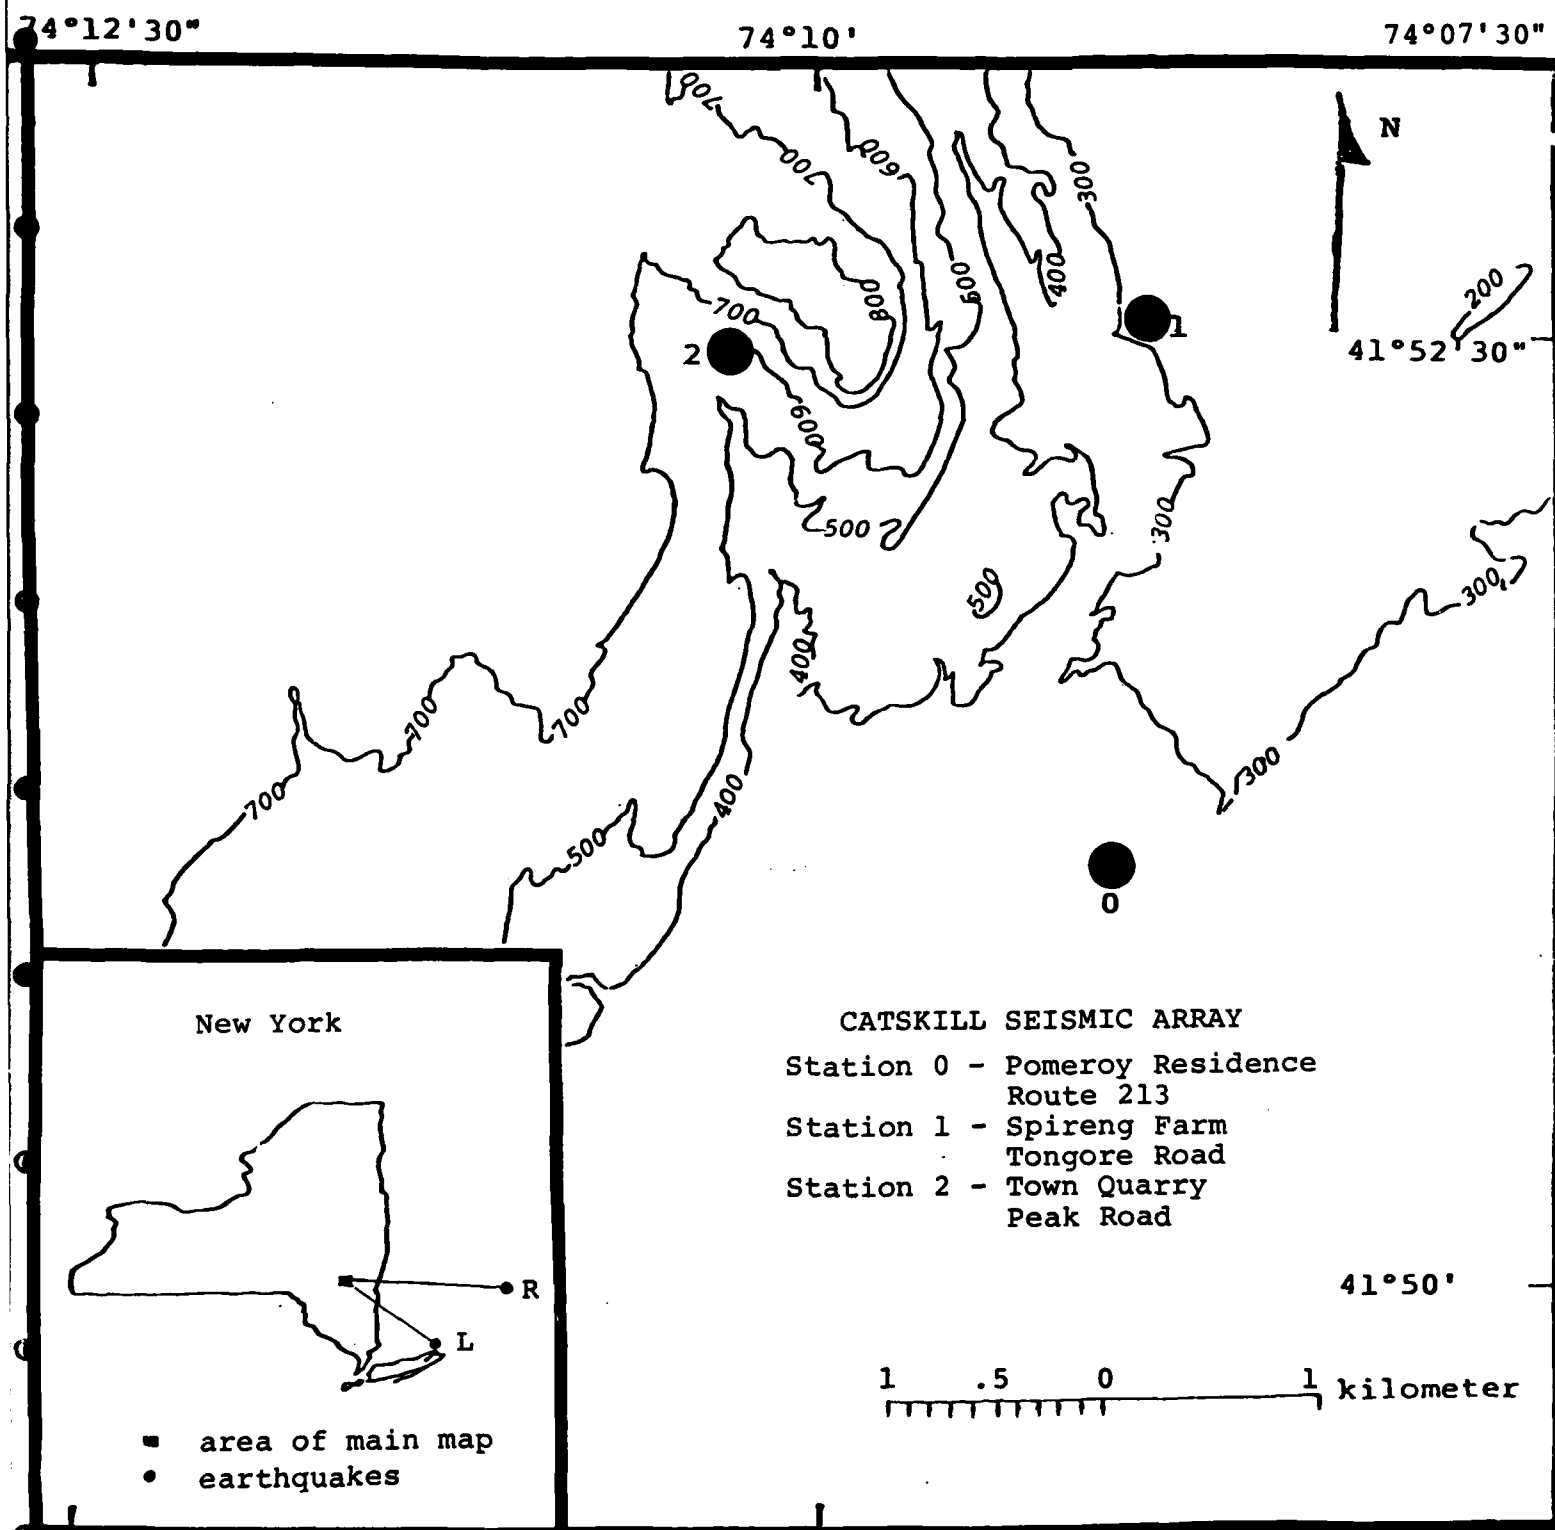 74°12'30" 74°10' 74°07'30"
N
700
700
600
300
400
600
800
200
700
1
2
41°52'30"
600
500
300
500
300
400
700
700
300
700
400
500
0
New York
CATSKILL SEISMIC ARRAY
Station 0 - Pomeroy Residence
Route 213
Station 1 - Spireng Farm
Tongore Road
Station 2 - Town Quarry
Peak Road
R
41°50'
L
1 .5 0 1 kilometer
area of main map
earthquakes